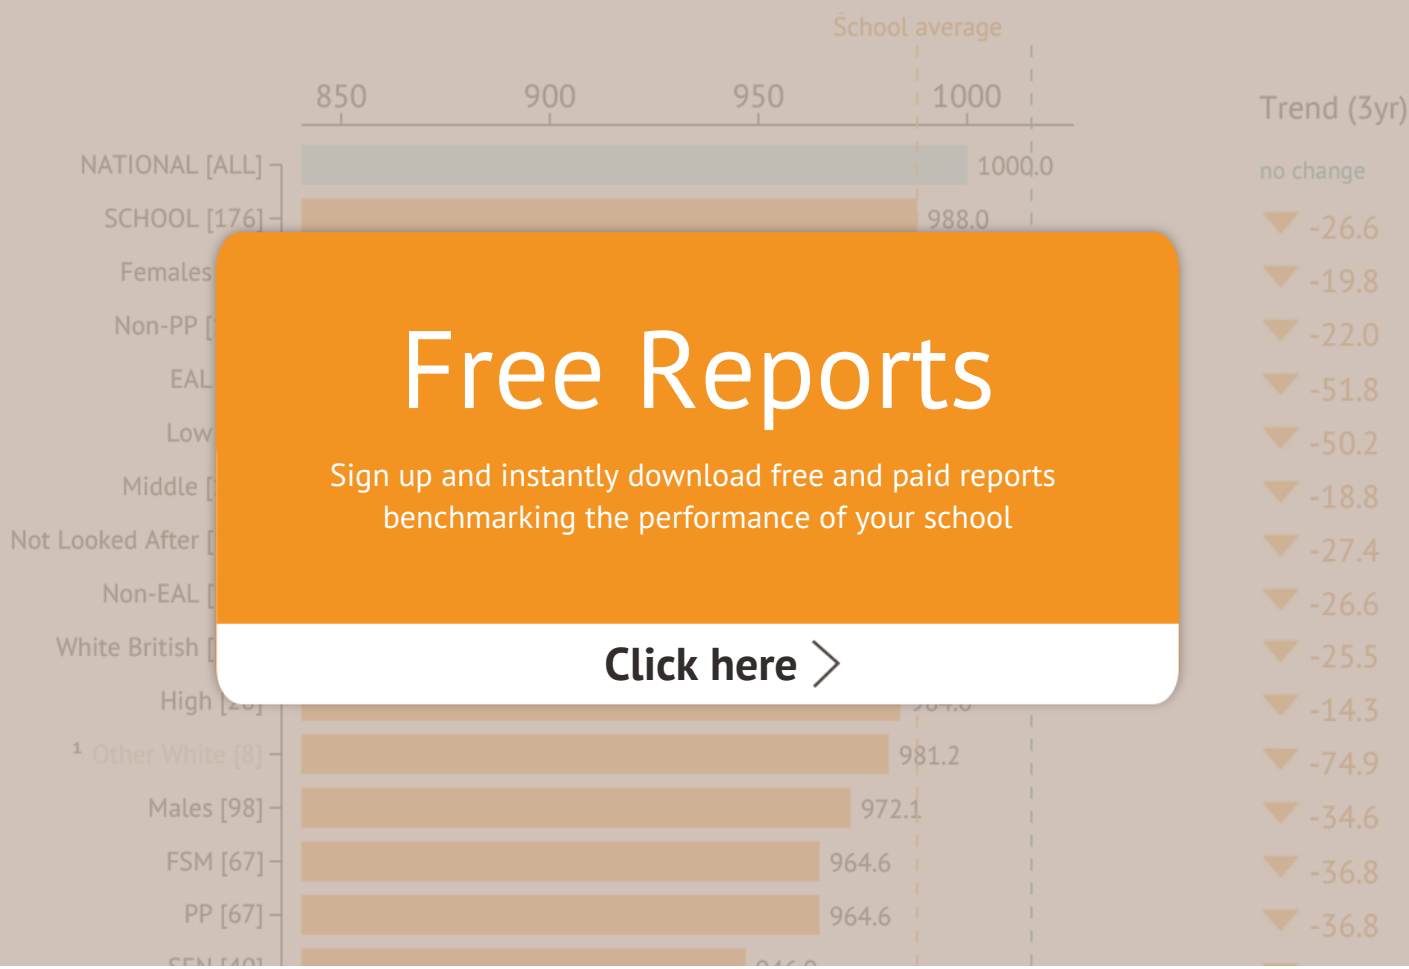 School average
850 900 950 1000
Trend (3yr)
NATIONAL [ALL] 1000.0 no change
SCHOOL [176] 988.0 -26.6
Females -19.8
Non-PP [ -22.0
EAL -51.8
Low -50.2
Middle [ -18.8
Not Looked After [ -27.4
Non-EAL [ -26.6
White British [ -25.5
High [28] 984.0 -14.3
1 Other White [8] 981.2 -74.9
Males [98] 972.1 -34.6
FSM [67] 964.6 -36.8
PP [67] 964.6 -36.8
Free Reports
Sign up and instantly download free and paid reports
benchmarking the performance of your school
Click here